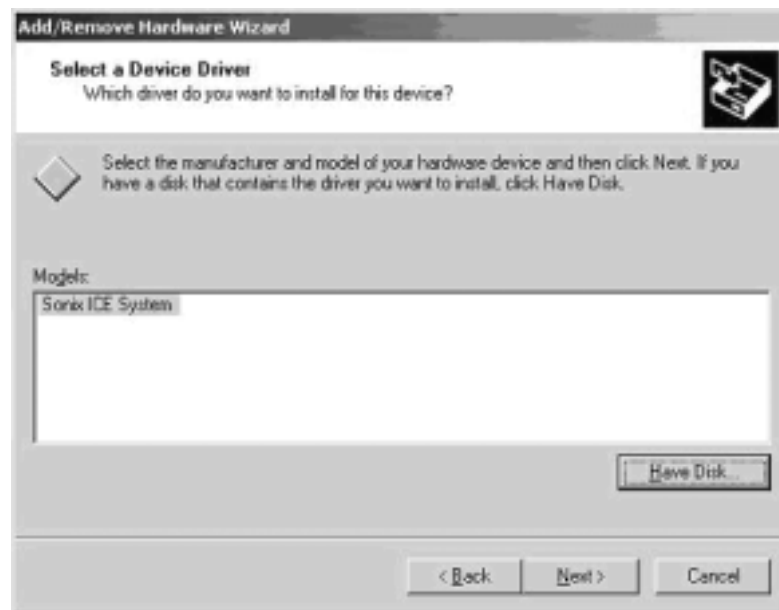 Add/Remove Hardware Wizard
Select a Device Driver
Which driver do you want to install for this device?
Select the manufacturer and model of your hardware device and then click Next. If you
have a disk that contains the driver you want to install, click Have Disk.
Models:
Sonix ICE System
Have Disk...
< Back
Next >
Cancel